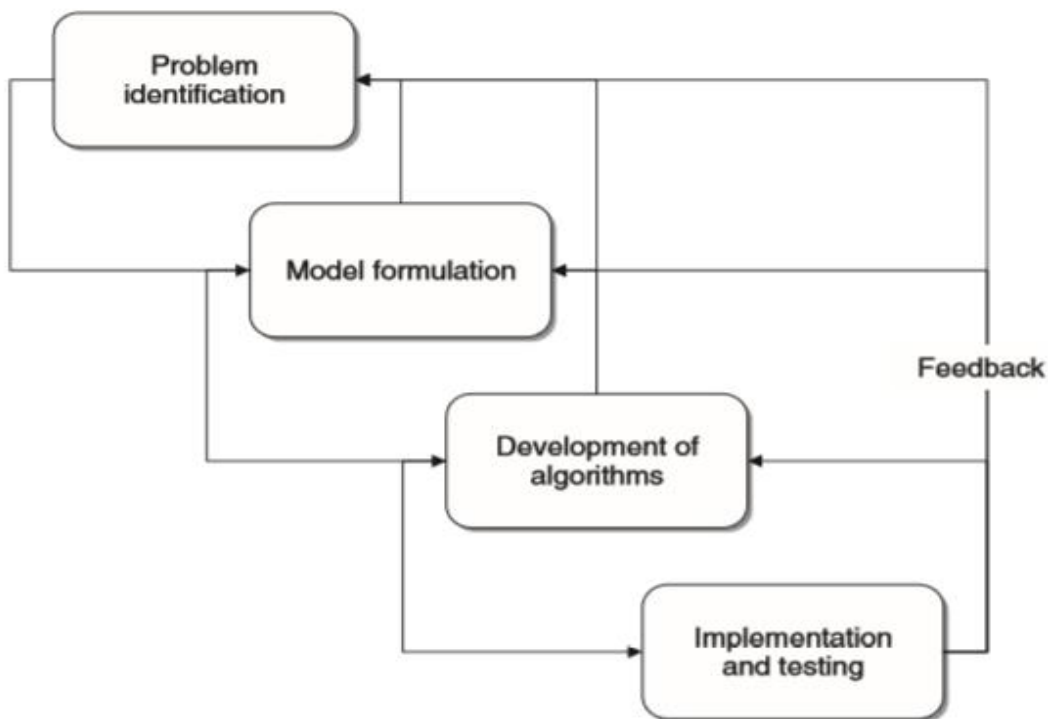 Problem
identification
Model formulation
Feedback
Development of
algorithms
Implementation
and testing